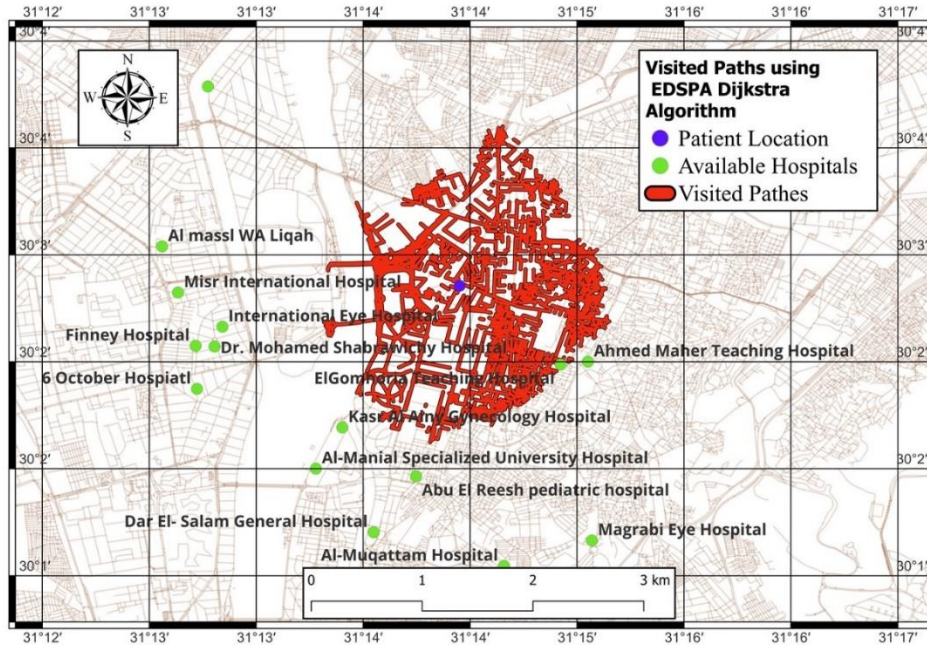 31°12' 31°13' 31°13' 31°14' 31°14' 31°15' 31°16' 31°16' 31°17'
30°4' 30°4'
N
W E
S
Visited Paths using
EDSPA Dijkstra
Algorithm
Patient Location
Available Hospitals
Visited Pathes
30°4' 30°4'
Al massl WA Liqah
30°3' 30°3'
Misr International Hospital
International Eye Hospital
Finney Hospital
Dr. Mohamed Shabrawichy Hospital
Ahmed Maher Teaching Hospital
30°2' 30°2'
6 October Hospiatl
ElGomhoria Teaching Hospital
Kasr Al Ainy Gynecology Hospital
Al-Manial Specialized University Hospital
30°2' 30°2'
Abu El Reesh pediatric hospital
Dar El- Salam General Hospital
Magrabi Eye Hospital
Al-Muqattam Hospital
30°1' 30°1'
0 1 2 3 km
31°12' 31°13' 31°13' 31°14' 31°14' 31°15' 31°16' 31°16' 31°17'